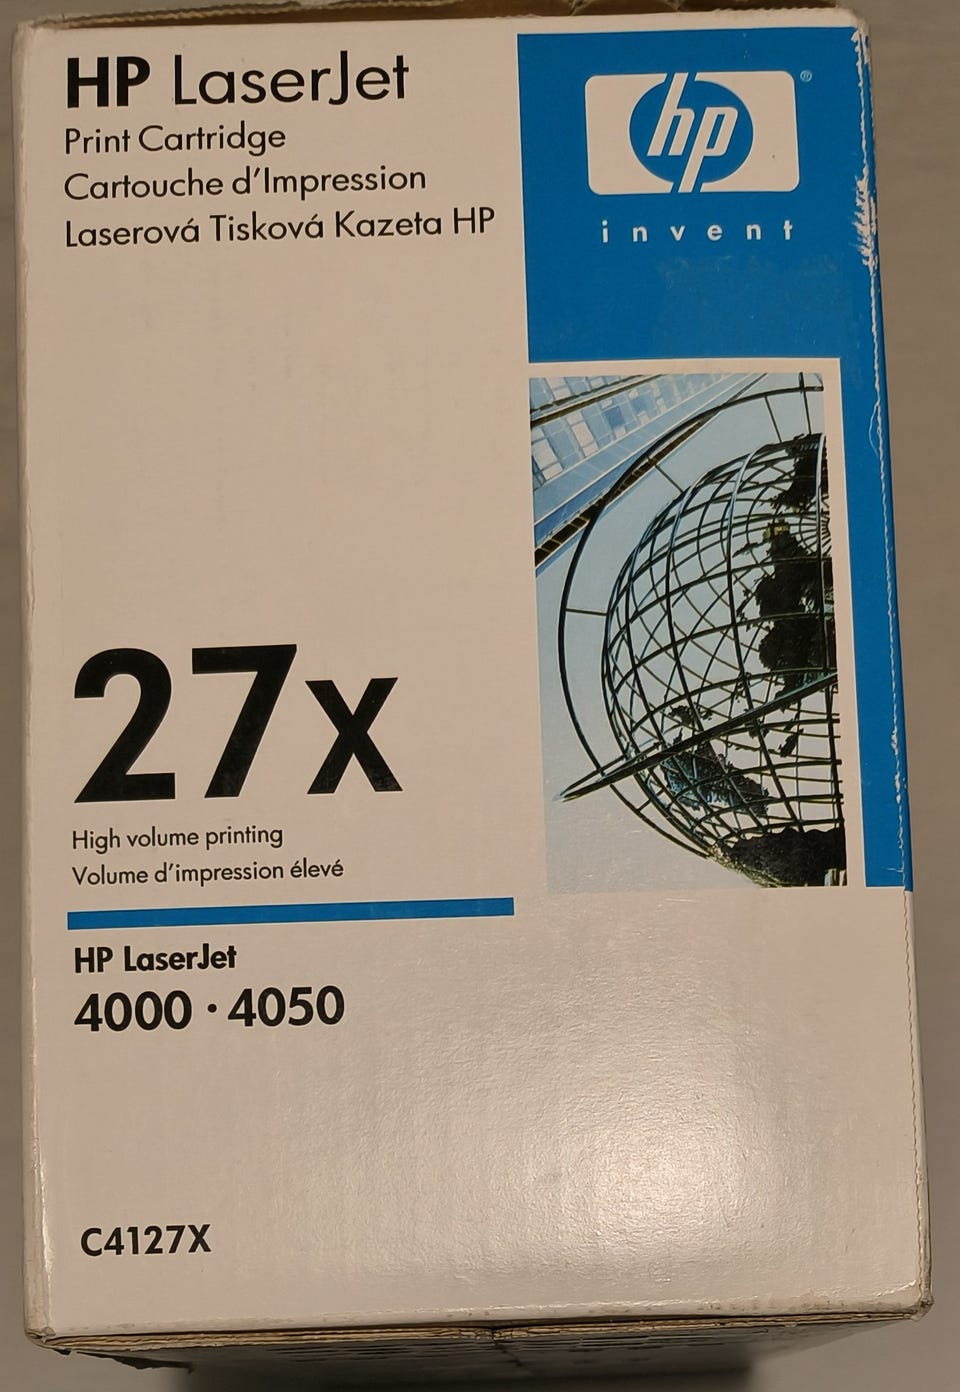 HP LaserJet
Print Cartridge
Cartouche d'Impression
Laserová Tisková Kazeta HP
hp ®
invent
27x
High volume printing
Volume d'impression élevé
HP LaserJet
4000 · 4050
C4127X